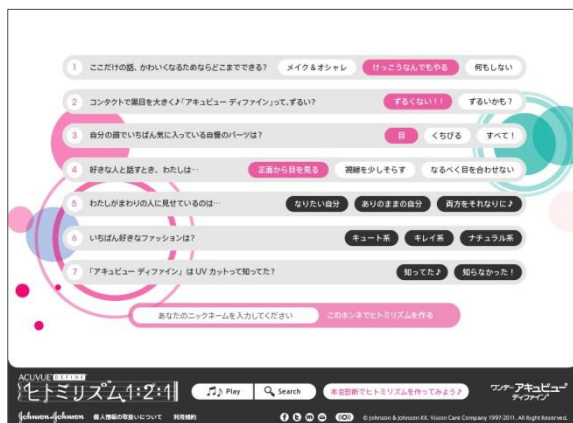 1 ここだけの話、かわいくなるためならどこまでできる? メイク&オシャレ けっこうなんでもやる 何もしない
2 コンタクトで黒目を大きく♪「アキュビュー ディファイン」って、ずるい? ずるくない!! ずるいかも?
3 自分の顔でいちばん気に入っている自慢のパーツは? 目 くちびる すべて!
4 好きな人と話すとき、わたしは… 正面から目を見る 視線を少しそらす なるべく目を合わせない
5 わたしがまわりの人に見せているのは… なりたい自分 ありのままの自分 両方をそれなりに♪
6 いちばん好きなファッションは? キュート系 キレイ系 ナチュラル系
7 「アキュビュー ディファイン」はUVカットって知ってた? 知ってた♪ 知らなかった!
あなたのニックネームを入力してください このホンネでヒトミリズムを作る
ACUVUE DEFINE
ヒトミリズム1:2:1 Play Search 本音診断でヒトミリズムを作ってみよう♪ ワンデー アキュビュー ディファイン
Johnson & Johnson 個人情報の取扱いについて 利用規約 © Johnson & Johnson KK. Vision Care Company 1997-2011. All Right Reserved.